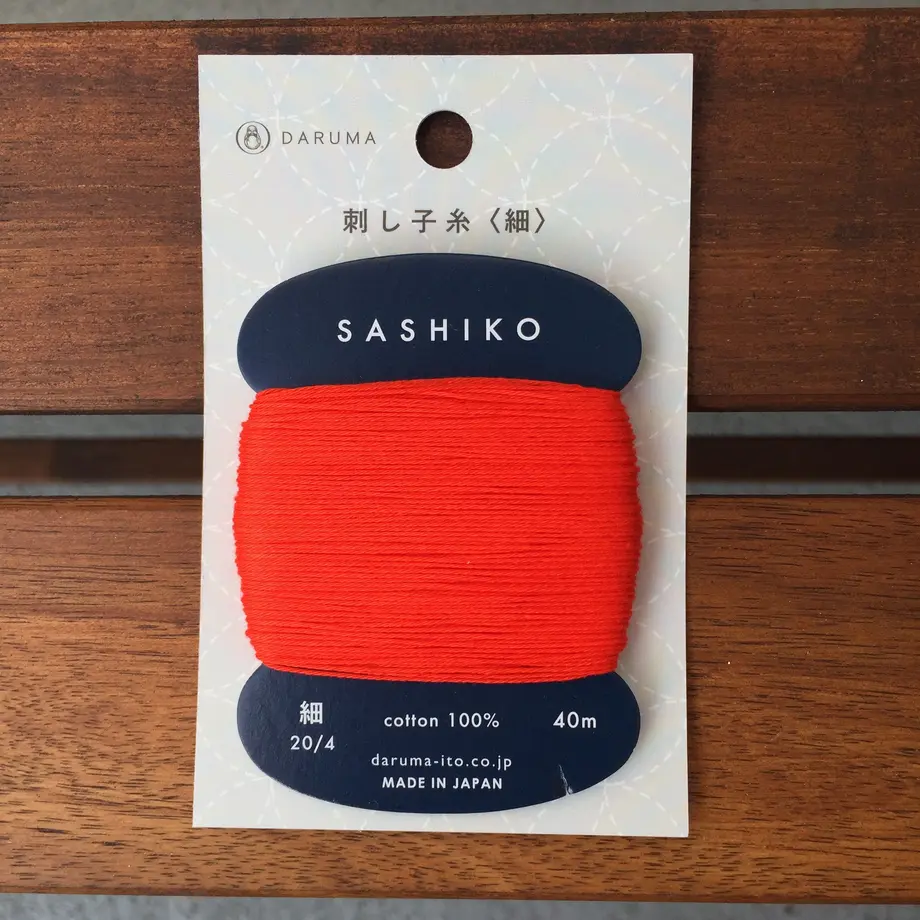 DARUMA
刺し子糸〈細〉
SASHIKO
細 cotton 100% 40m
20/4
daruma-ito.co.jp
MADE IN JAPAN